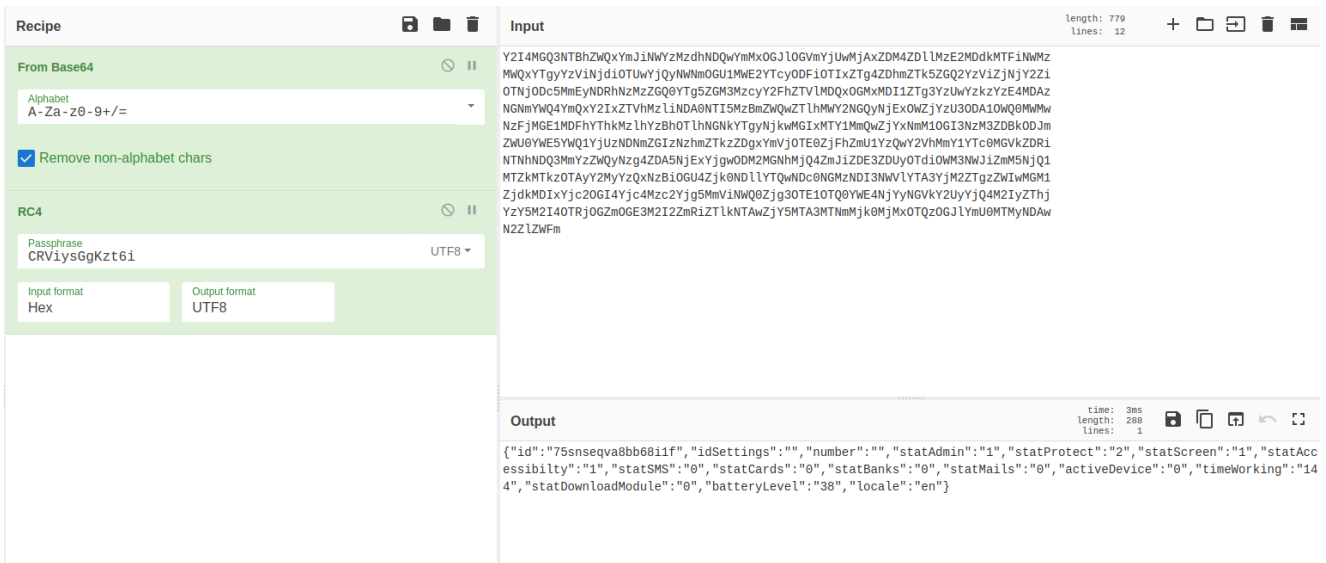 Recipe
From Base64
Alphabet
A-Za-z0-9+/=
Remove non-alphabet chars
RC4
Passphrase
CRViysGgKzt6i
UTF8
Input format
Hex
Output format
UTF8
Input
length: 779
lines: 12
Y2I4MGQ3NTBhZWQxYmJiNWYzMzdhNDQwYmMxOGJlOGVmYjUwMjAxZDM4ZDllMzE2MDdkMTFiNWMz
MWQxYTgyYzViNjdiOTUwYjQyNWNmOGU1MWE2YTcyODFiOTIxZTg4ZDhmZTk5ZGQ2YzViZjNjY2Zi
OTNjODc5MmEyNDRhNzMzZGQ0YTg5ZGM3MzcyY2FhZTVlMDQxOGMxMDI1ZTg3YzUwYzkzYzE4MDAz
NGNmYWQ4YmQxY2IxZTVhMzliNDA0NTI5MzBmZWQwZTlhMWY2NGQyNjExOWZjYzU3ODA1OWQ0MWMw
NzFjMGE1MDFhYThkMzlhYzBhOTlhNGNkYTgyNjkwMGIxMTY1MmQwZjYxNmM1OGI3NzM3ZDBkODJm
ZWU0YWE5YWQ1YjUzNDNmZGIzNzhmZTkzZDgxYmVjOTE0ZjFhZmU1YzQwY2VhMmY1YTc0MGVkZDRi
NTNhNDQ3MmYzZWQyNzg4ZDA5NjExYjgwODM2MGNhMjQ4ZmJiZDE3ZDUyOTdiOWM3NWJiZmM5NjQ1
MTZkMTkzOTAyY2MyYzQxNzBiOGU4Zjk0NDllYTQwNDc0NGMzNDI3NWVlYTA3YjM2ZTgzZWIwMGM1
ZjdkMDIxYjc2OGI4Yjc4Mzc2Yjg5MmViNWQ0Zjg3OTE1OTQ0YWE4NjYyNGVkY2UyYjQ4M2IyZThj
YzY5M2I4OTRjOGZmOGE3M2I2ZmRiZTlkNTAwZjY5MTA3MTNmMjk0MjMxOTQzOGJlYmU0MTMyNDAw
N2ZlZWFm
Output
time: 3ms
length: 288
lines: 1
{"id":"75snseqva8bb68i1f","idSettings":"","number":"","statAdmin":"1","statProtect":"2","statScreen":"1","statAcc
essibilty":"1","statSMS":"0","statCards":"0","statBanks":"0","statMails":"0","activeDevice":"0","timeWorking":"14
4","statDownloadModule":"0","batteryLevel":"38","locale":"en"}